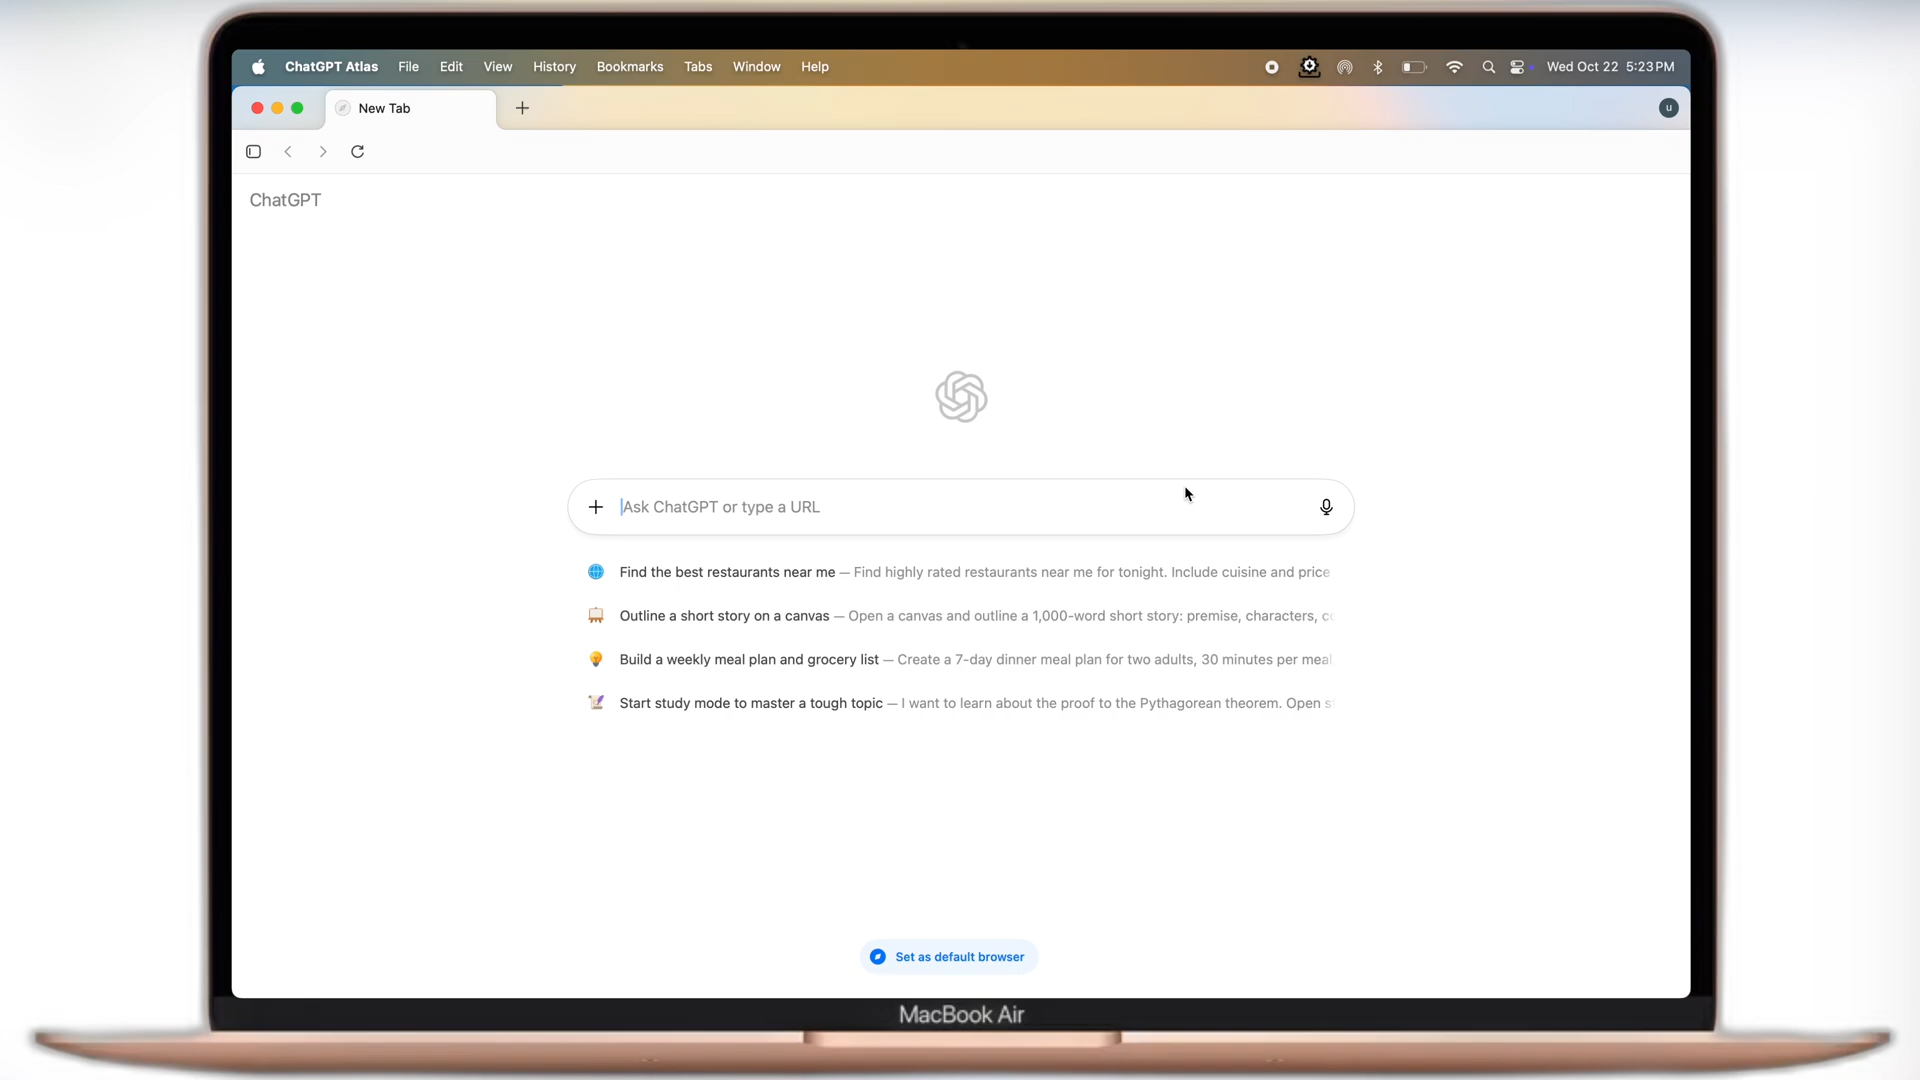 ChatGPT Atlas File Edit View History Bookmarks Tabs Window Help Wed Oct 22 5:23 PM
New Tab
u
ChatGPT
Ask ChatGPT or type a URL
Find the best restaurants near me — Find highly rated restaurants near me for tonight. Include cuisine and price
Outline a short story on a canvas — Open a canvas and outline a 1,000-word short story: premise, characters,
Build a weekly meal plan and grocery list — Create a 7-day dinner meal plan for two adults, 30 minutes per meal
Start study mode to master a tough topic — I want to learn about the proof to the Pythagorean theorem. Open
Set as default browser
MacBook Air